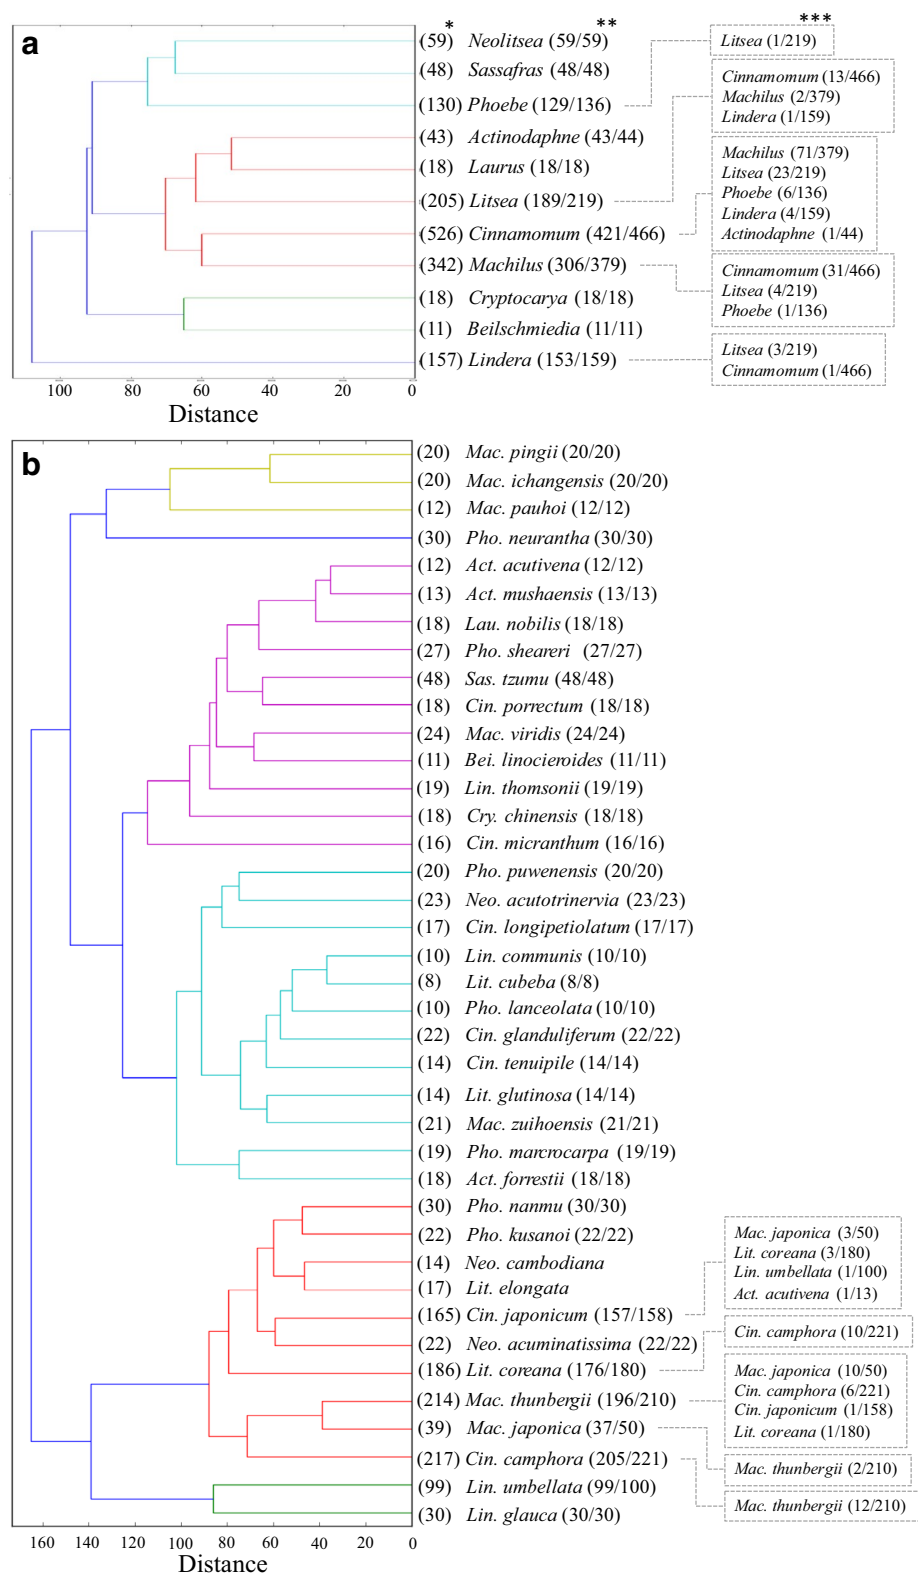 a
* ** ***
(59) Neolitsea (59/59)
(48) Sassafras (48/48)
(130) Phoebe (129/136)
(43) Actinodaphne (43/44)
(18) Laurus (18/18)
(205) Litsea (189/219)
(526) Cinnamomum (421/466)
(342) Machilus (306/379)
(18) Cryptocarya (18/18)
(11) Beilschmiedia (11/11)
(157) Lindera (153/159)
Litsea (1/219)
Cinnamomum (13/466)
Machilus (2/379)
Lindera (1/159)
Machilus (71/379)
Litsea (23/219)
Phoebe (6/136)
Lindera (4/159)
Actinodaphne (1/44)
Cinnamomum (31/466)
Litsea (4/219)
Phoebe (1/136)
Litsea (3/219)
Cinnamomum (1/466)
100 80 60 40 20 0
Distance
b
(20) Mac. pingii (20/20)
(20) Mac. ichangensis (20/20)
(12) Mac. pauhoi (12/12)
(30) Pho. neurantha (30/30)
(12) Act. acutivena (12/12)
(13) Act. mushaensis (13/13)
(18) Lau. nobilis (18/18)
(27) Pho. sheareri (27/27)
(48) Sas. tzumu (48/48)
(18) Cin. porrectum (18/18)
(24) Mac. viridis (24/24)
(11) Bei. linocieroides (11/11)
(19) Lin. thomsonii (19/19)
(18) Cry. chinensis (18/18)
(16) Cin. micranthum (16/16)
(20) Pho. puwenensis (20/20)
(23) Neo. acutotrinervia (23/23)
(17) Cin. longipetiolatum (17/17)
(10) Lin. communis (10/10)
(8) Lit. cubeba (8/8)
(10) Pho. lanceolata (10/10)
(22) Cin. glanduliferum (22/22)
(14) Cin. tenuipile (14/14)
(14) Lit. glutinosa (14/14)
(21) Mac. zuihoensis (21/21)
(19) Pho. marcrocarpa (19/19)
(18) Act. forrestii (18/18)
(30) Pho. nanmu (30/30)
(22) Pho. kusanoi (22/22)
(14) Neo. cambodiana
(17) Lit. elongata
(165) Cin. japonicum (157/158)
(22) Neo. acuminatissima (22/22)
(186) Lit. coreana (176/180)
(214) Mac. thunbergii (196/210)
(39) Mac. japonica (37/50)
(217) Cin. camphora (205/221)
(99) Lin. umbellata (99/100)
(30) Lin. glauca (30/30)
Mac. japonica (3/50)
Lit. coreana (3/180)
Lin. umbellata (1/100)
Act. acutivena (1/13)
Cin. camphora (10/221)
Mac. japonica (10/50)
Cin. camphora (6/221)
Cin. japonicum (1/158)
Lit. coreana (1/180)
Mac. thunbergii (2/210)
Mac. thunbergii (12/210)
160 140 120 100 80 60 40 20 0
Distance